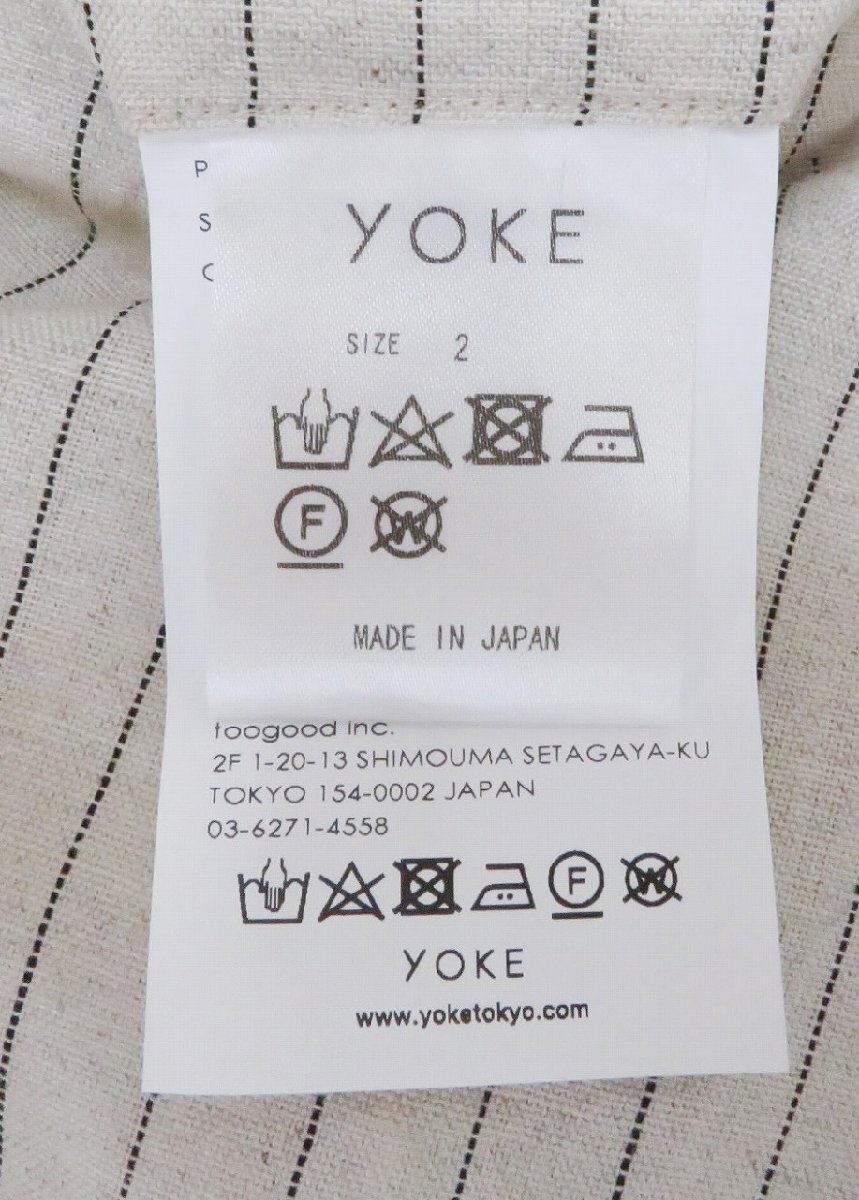 P
S
C
YOKE
SIZE 2
F W
MADE IN JAPAN
toogood inc.
2F 1-20-13 SHIMOUMA SETAGAYA-KU
TOKYO 154-0002 JAPAN
03-6271-4558
F W
YOKE
www.yoketokyo.com